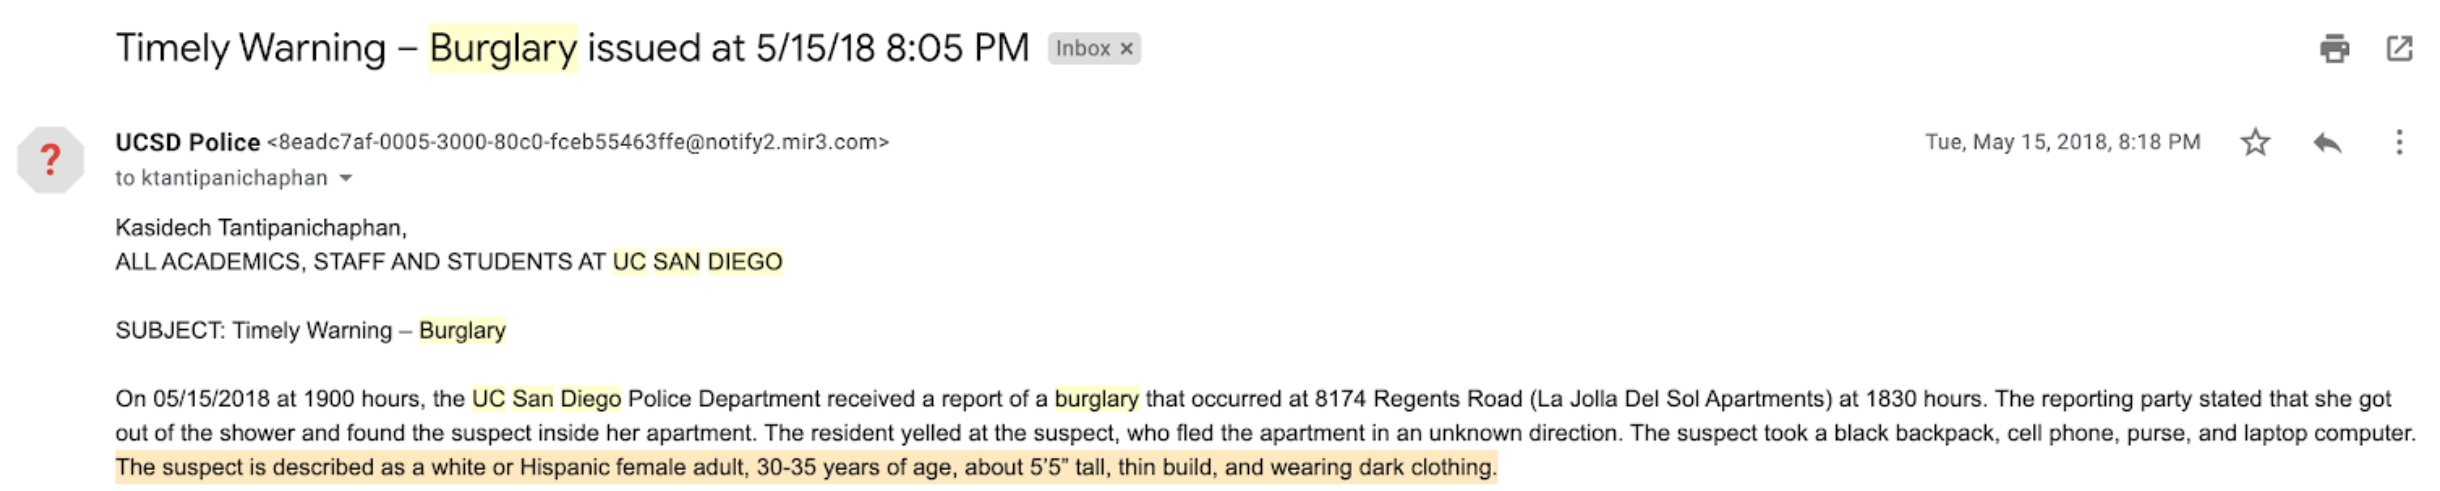 Timely Warning – Burglary issued at 5/15/18 8:05 PM Inbox ×
UCSD Police <8eadc7af-0005-3000-80c0-fceb55463ffe@notify2.mir3.com> Tue, May 15, 2018, 8:18 PM
?
to ktantipanichaphan
Kasidech Tantipanichaphan,
ALL ACADEMICS, STAFF AND STUDENTS AT UC SAN DIEGO
SUBJECT: Timely Warning – Burglary
On 05/15/2018 at 1900 hours, the UC San Diego Police Department received a report of a burglary that occurred at 8174 Regents Road (La Jolla Del Sol Apartments) at 1830 hours. The reporting party stated that she got
out of the shower and found the suspect inside her apartment. The resident yelled at the suspect, who fled the apartment in an unknown direction. The suspect took a black backpack, cell phone, purse, and laptop computer.
The suspect is described as a white or Hispanic female adult, 30-35 years of age, about 5’5” tall, thin build, and wearing dark clothing.